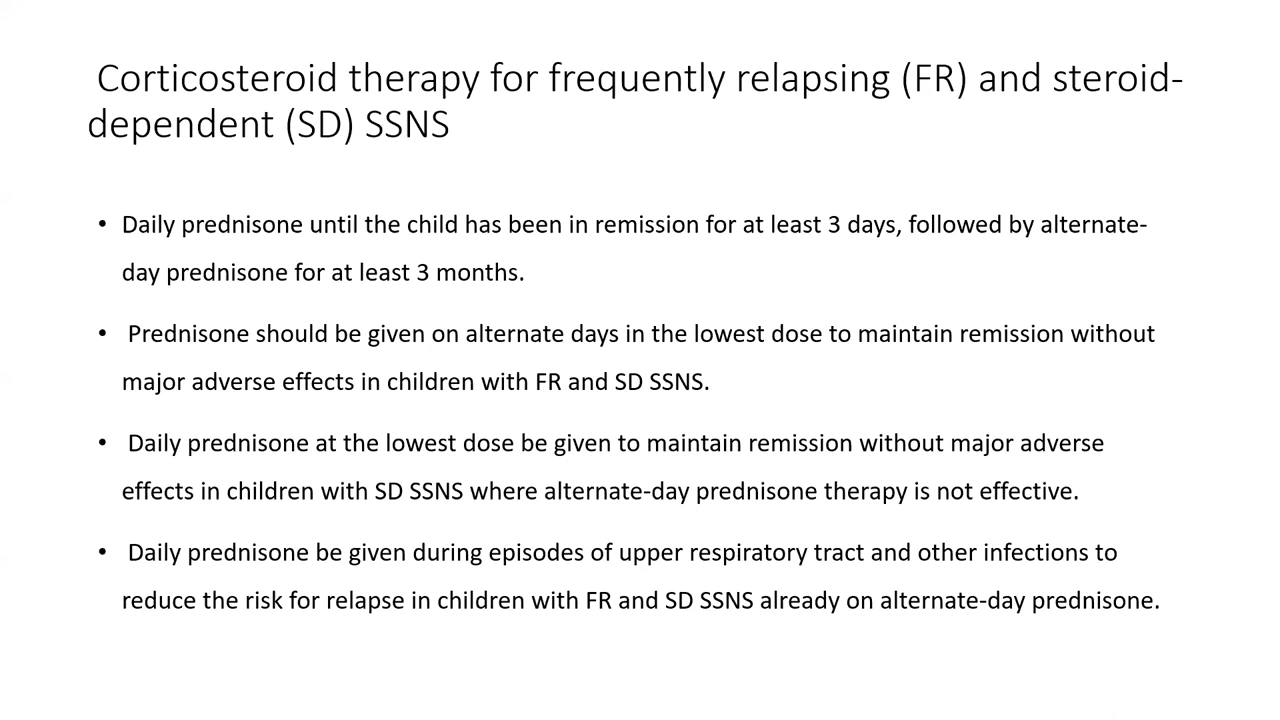 Corticosteroid therapy for frequently relapsing (FR) and steroid-
dependent (SD) SSNS
• Daily prednisone until the child has been in remission for at least 3 days, followed by alternate-
day prednisone for at least 3 months.
• Prednisone should be given on alternate days in the lowest dose to maintain remission without
major adverse effects in children with FR and SD SSNS.
• Daily prednisone at the lowest dose be given to maintain remission without major adverse
effects in children with SD SSNS where alternate-day prednisone therapy is not effective.
• Daily prednisone be given during episodes of upper respiratory tract and other infections to
reduce the risk for relapse in children with FR and SD SSNS already on alternate-day prednisone.